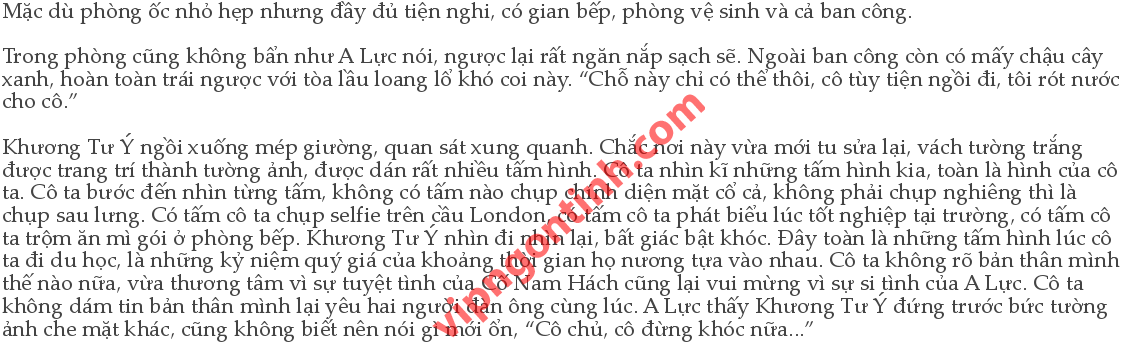 Mặc dù phòng ốc nhỏ hẹp nhưng đầy đủ tiện nghi, có gian bếp, phòng vệ sinh và cả ban công.
Trong phòng cũng không bẩn như A Lực nói, ngược lại rất ngăn nắp sạch sẽ. Ngoài ban công còn có mấy chậu cây
xanh, hoàn toàn trái ngược với tòa lầu loang lổ khó coi này. “Chỗ này chỉ có thể thôi, cô tùy tiện ngồi đi, tôi rót nước
cho cô.”
Khương Tư Ý ngồi xuống mép giường, quan sát xung quanh. Chắc nơi này vừa mới tu sửa lại, vách tường trắng
được trang trí thành tường ảnh, được dán rất nhiều tấm hình. Cô ta nhìn kĩ những tấm hình kia, toàn là hình của cô
ta. Cô ta bước đến nhìn từng tấm, không có tấm nào chụp chính diện mặt cổ cả, không phải chụp nghiêng thì là
chụp sau lưng. Có tấm cô ta chụp selfie trên cầu London, có tấm cô ta phát biểu lúc tốt nghiệp tại trường, có tấm cô
ta trộm ăn mì gói ở phòng bếp. Khương Tư Ý nhìn đi nhìn lại, bất giác bật khóc. Đây toàn là những tấm hình lúc cô
ta đi du học, là những kỷ niệm quý giá của khoảng thời gian họ nương tựa vào nhau. Cô ta không rõ bản thân mình
thế nào nữa, vừa thương tâm vì sự tuyệt tình của Cố Nam Hách cũng lại vui mừng vì sự si tình của A Lực. Cô ta
không dám tin bản thân mình lại yêu hai người đàn ông cùng lúc. A Lực thấy Khương Tư Ý đứng trước bức tường
ảnh che mặt khác, cũng không biết nên nói gì mới ổn, “Cô chủ, cô đừng khóc nữa...”
vipngontinh.com